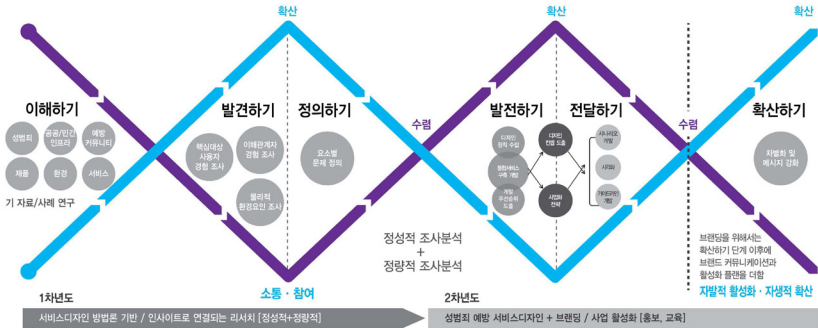 확산
확산
확산
이해하기
발견하기
정의하기
수렴
발전하기
전달하기
수렴
확산하기
성범죄
공공/민간
인프라
예방
커뮤니티
제품
환경
서비스
기 자료/사례 연구
핵심대상
사용자
경험 조사
이해관계자
경험 조사
물리적
환경요인 조사
요소별
문제 정의
디자인
원칙 수립
통합서비스
구축 개발
개발
우선순위
도출
디자인
컨셉 도출
사업화
전략
시나리오
개발
시각화
가이드라인
개발
차별화 및
메시지 강화
정성적 조사분석
+
정량적 조사분석
브랜딩을 위해서는
확산하기 단계 이후에
브랜드 커뮤니케이션과
활성화 플랜을 더함
소통 · 참여
자발적 활성화 · 자생적 확산
1차년도
2차년도
서비스디자인 방법론 기반 / 인사이트로 연결되는 리서치 [정성적+정량적]
성범죄 예방 서비스디자인 + 브랜딩 / 사업 활성화 [홍보, 교육]